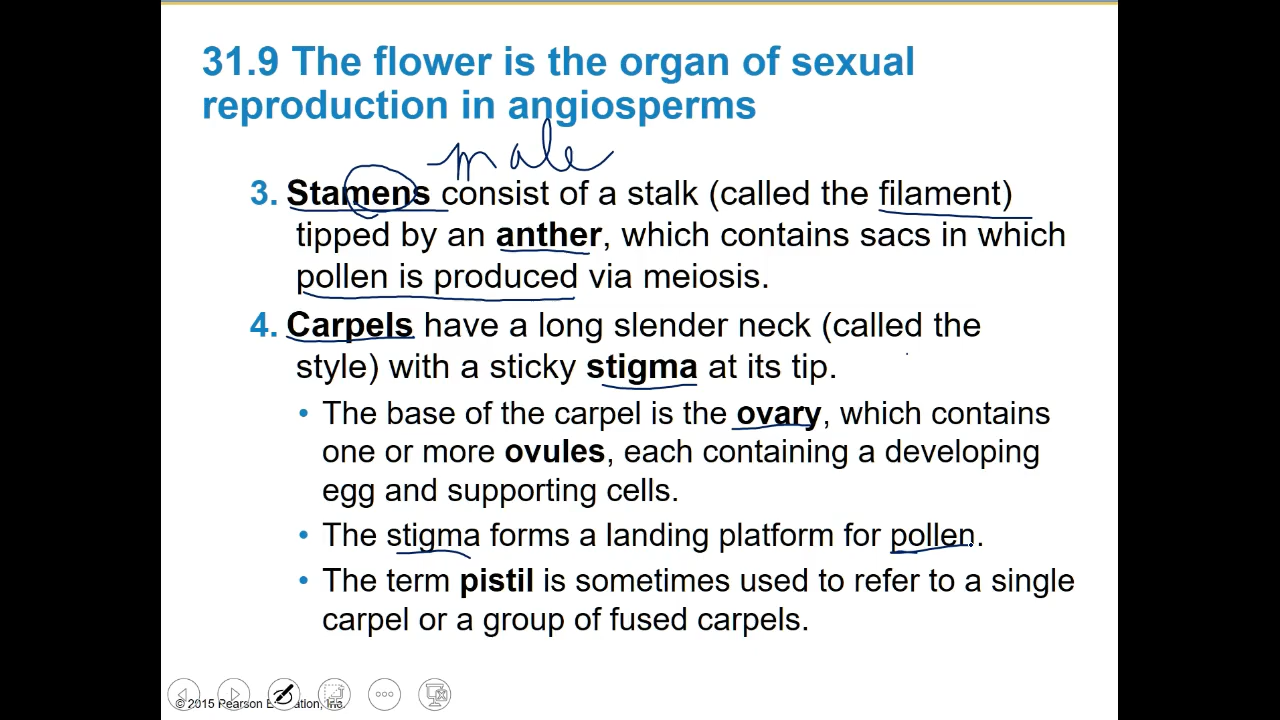 31.9 The flower is the organ of sexual
reproduction in angiosperms
male
3. Stamens consist of a stalk (called the filament)
tipped by an anther, which contains sacs in which
pollen is produced via meiosis.
4. Carpels have a long slender neck (called the
style) with a sticky stigma at its tip.
• The base of the carpel is the ovary, which contains
one or more ovules, each containing a developing
egg and supporting cells.
• The stigma forms a landing platform for pollen.
• The term pistil is sometimes used to refer to a single
carpel or a group of fused carpels.
© 2015 Pearson Inc.